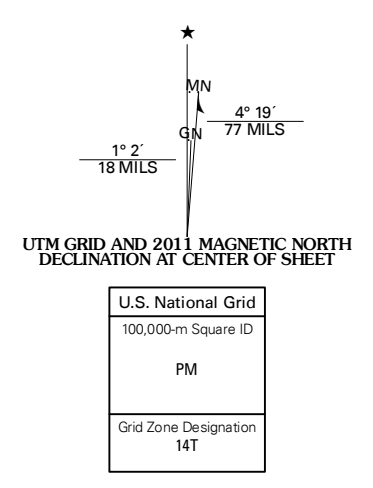 ★
MN
4° 19´
77 MILS
GN
1° 2´
18 MILS
UTM GRID AND 2011 MAGNETIC NORTH
DECLINATION AT CENTER OF SHEET
U.S. National Grid
100,000-m Square ID
PM
Grid Zone Designation
14T